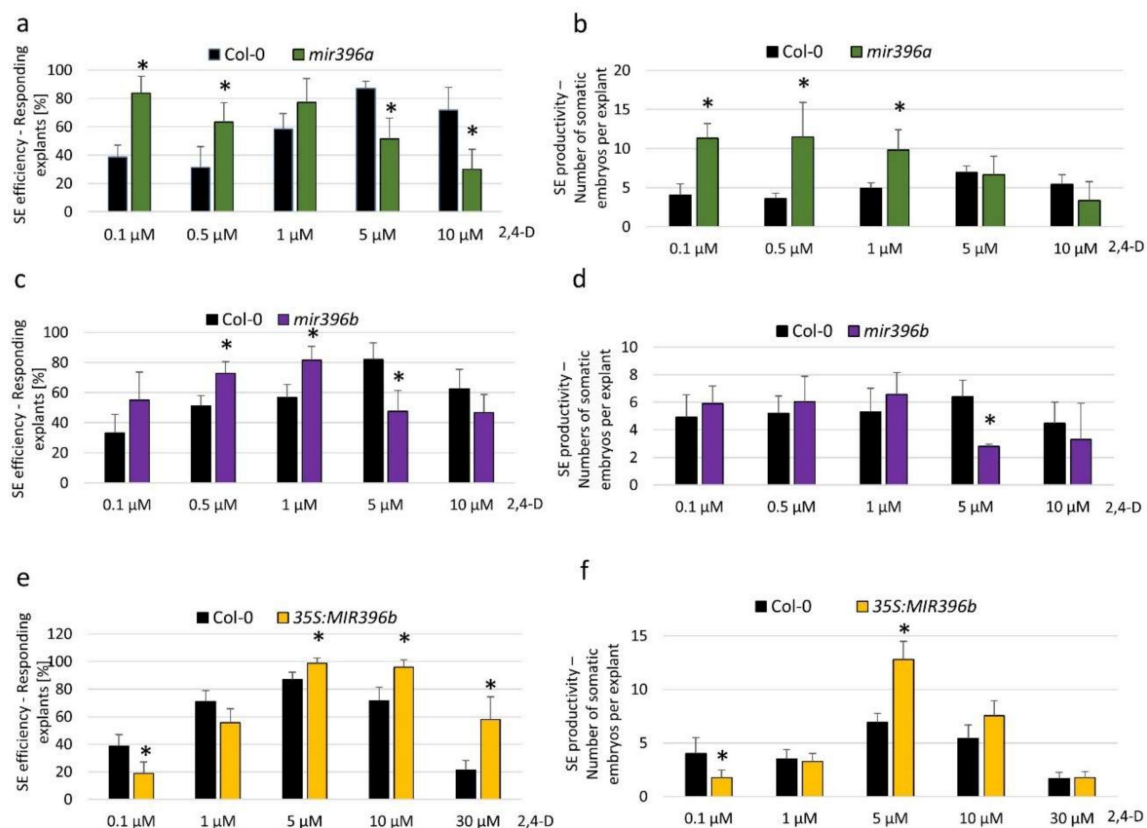 a
Col-0 mir396a
SE efficiency - Responding
explants [%]
100
80
60
40
20
0
* * * *
0.1 µM 0.5 µM 1 µM 5 µM 10 µM 2,4-D
b
Col-0 mir396a
SE productivity –
Number of somatic
embryos per explant
20
15
10
5
0
* * *
0.1 µM 0.5 µM 1 µM 5 µM 10 µM 2,4-D
c
Col-0 mir396b
SE efficiency - Responding
explants [%]
100
80
60
40
20
0
* * *
0.1 µM 0.5 µM 1 µM 5 µM 10 µM 2,4-D
d
Col-0 mir396b
SE productivity –
Numbers of somatic
embryos per explant
10
8
6
4
2
0
*
0.1 µM 0.5 µM 1 µM 5 µM 10 µM 2,4-D
e
Col-0 35S:MIR396b
SE efficiency - Responding
explants [%]
120
100
80
60
40
20
0
* * * *
0.1 µM 1 µM 5 µM 10 µM 30 µM 2,4-D
f
Col-0 35S:MIR396b
SE productivity –
Number of somatic
embryos per explant
15
10
5
0
* *
0.1 µM 1 µM 5 µM 10 µM 30 µM 2,4-D